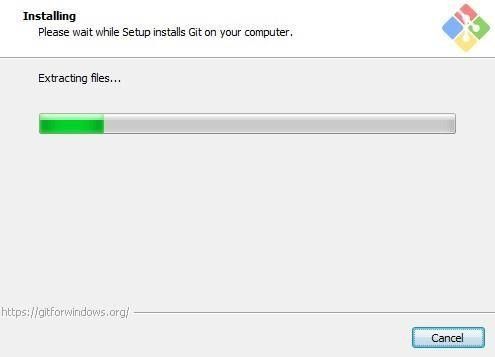 Installing
Please wait while Setup installs Git on your computer.
Extracting files...
https://gitforwindows.org/
Cancel